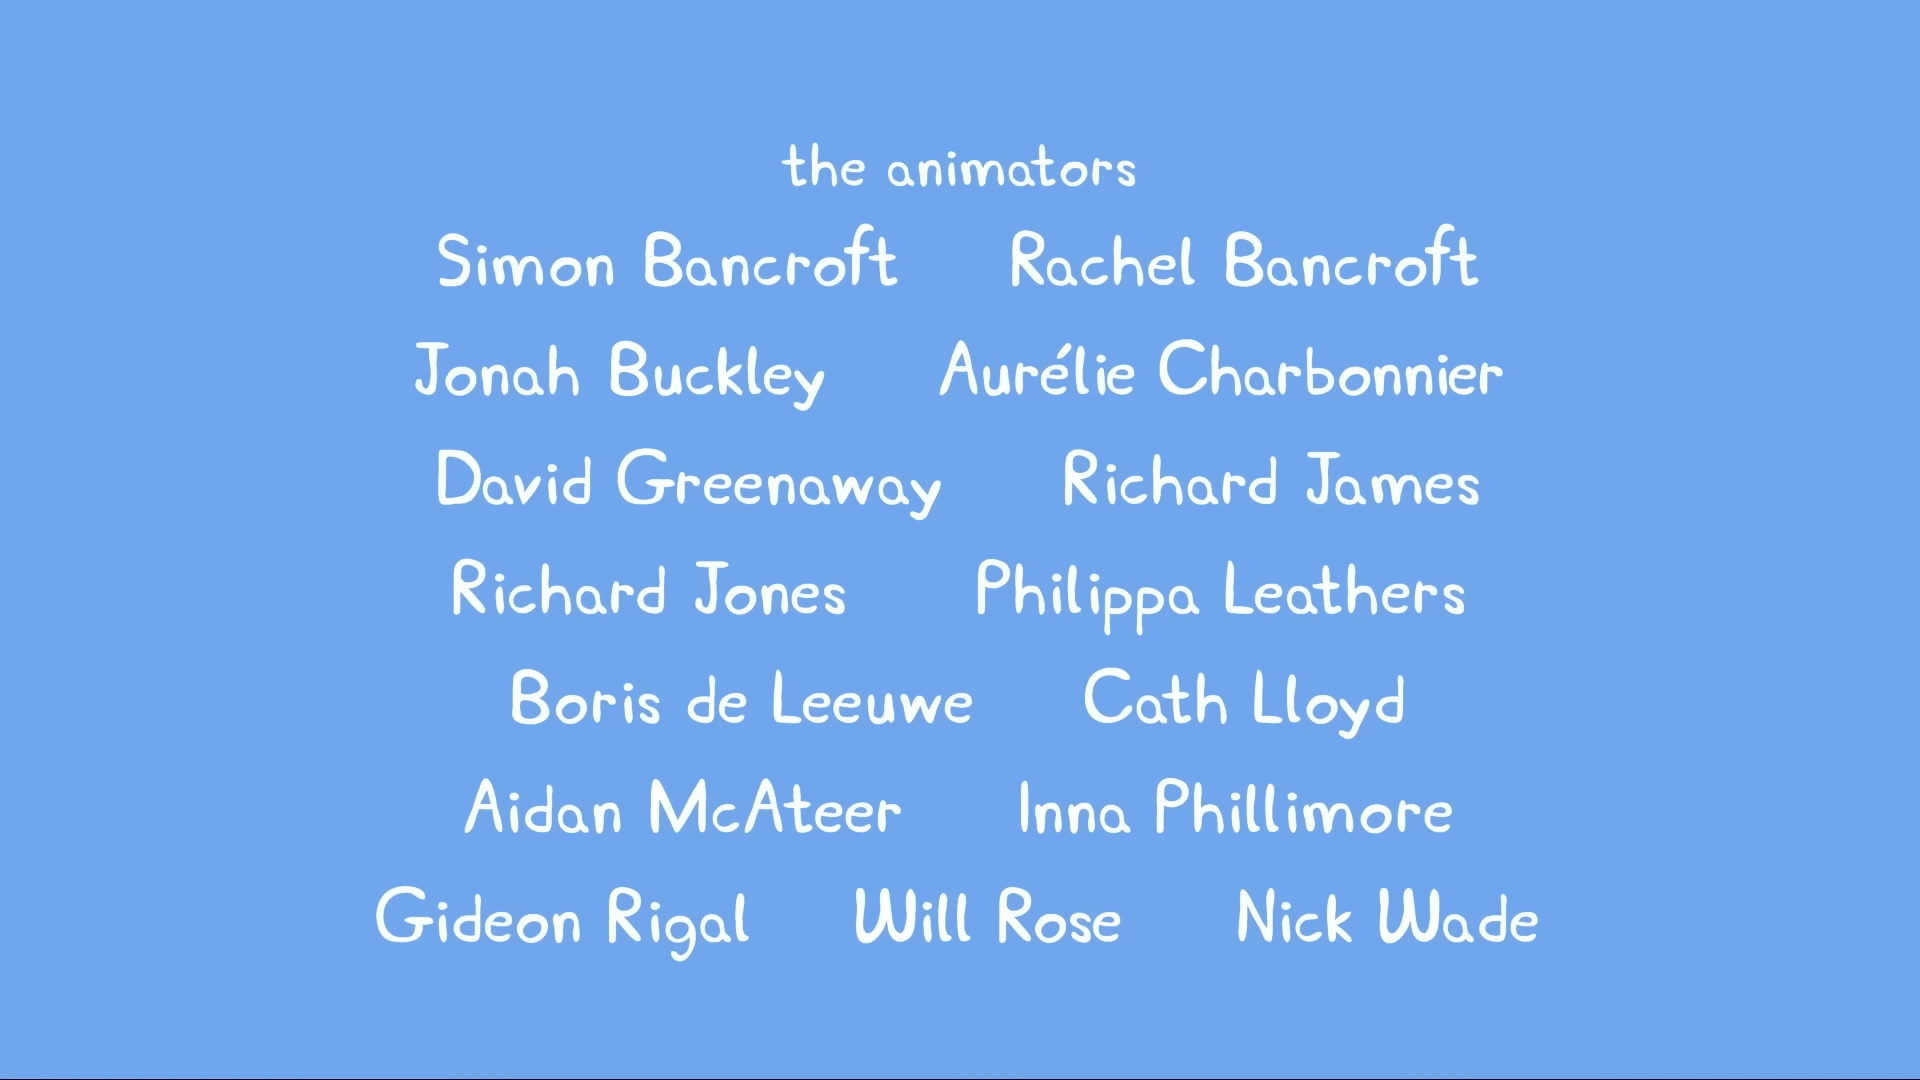 the animators
Simon Bancroft Rachel Bancroft
Jonah Buckley Aurélie Charbonnier
David Greenaway Richard James
Richard Jones Philippa Leathers
Boris de Leeuwe Cath Lloyd
Aidan McAteer Inna Phillimore
Gideon Rigal Will Rose Nick Wade